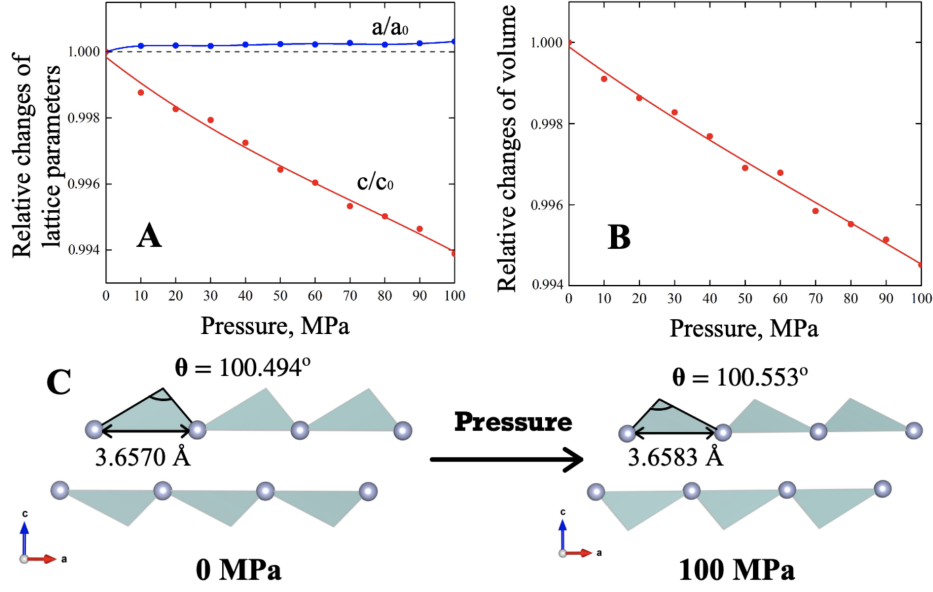 Relative changes of
lattice parameters
1.000
0.998
0.996
0.994
a/a₀
c/c₀
A
0 10 20 30 40 50 60 70 80 90 100
Pressure, MPa
Relative changes of volume
1.000
0.998
0.996
0.994
B
0 10 20 30 40 50 60 70 80 90 100
Pressure, MPa
C
θ = 100.494°
3.6570 Å
c
a
0 MPa
Pressure
θ = 100.553°
3.6583 Å
c
a
100 MPa